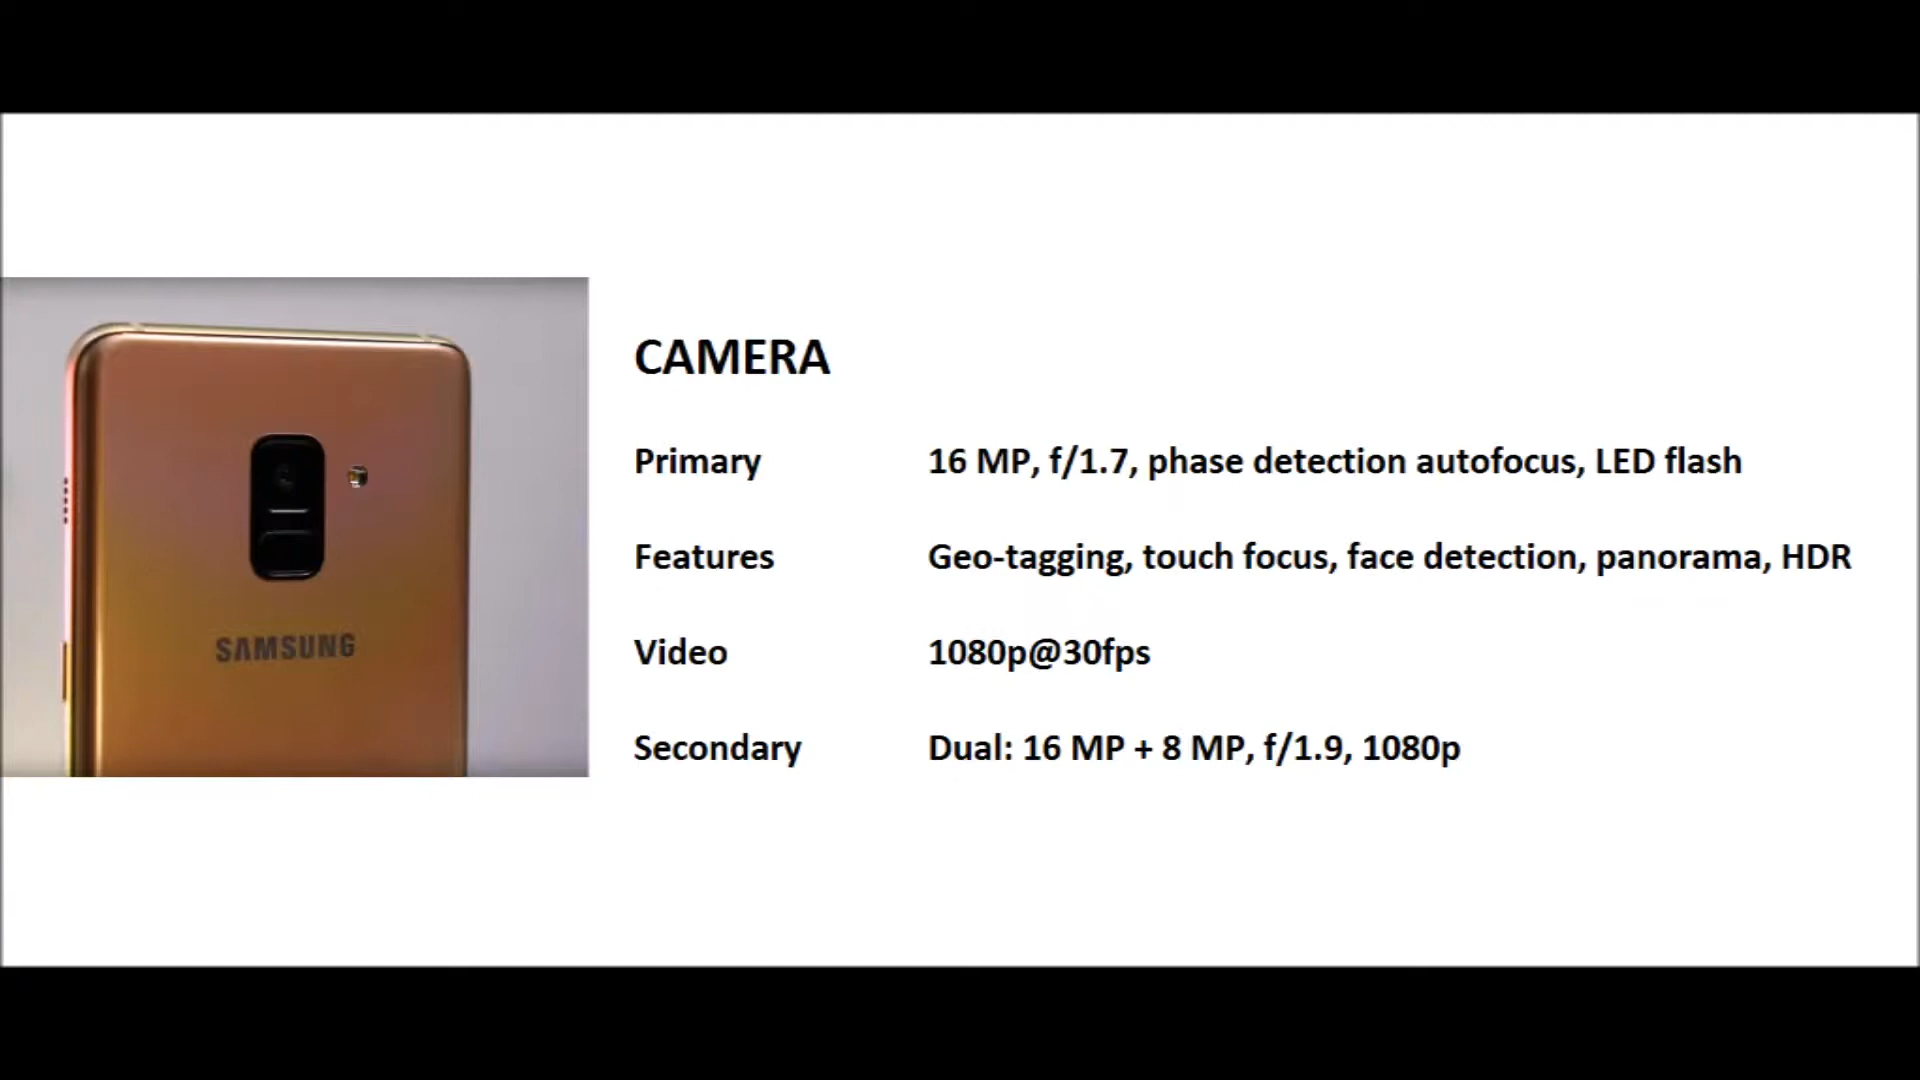 SAMSUNG
CAMERA
Primary 16 MP, f/1.7, phase detection autofocus, LED flash
Features Geo-tagging, touch focus, face detection, panorama, HDR
Video 1080p@30fps
Secondary Dual: 16 MP + 8 MP, f/1.9, 1080p